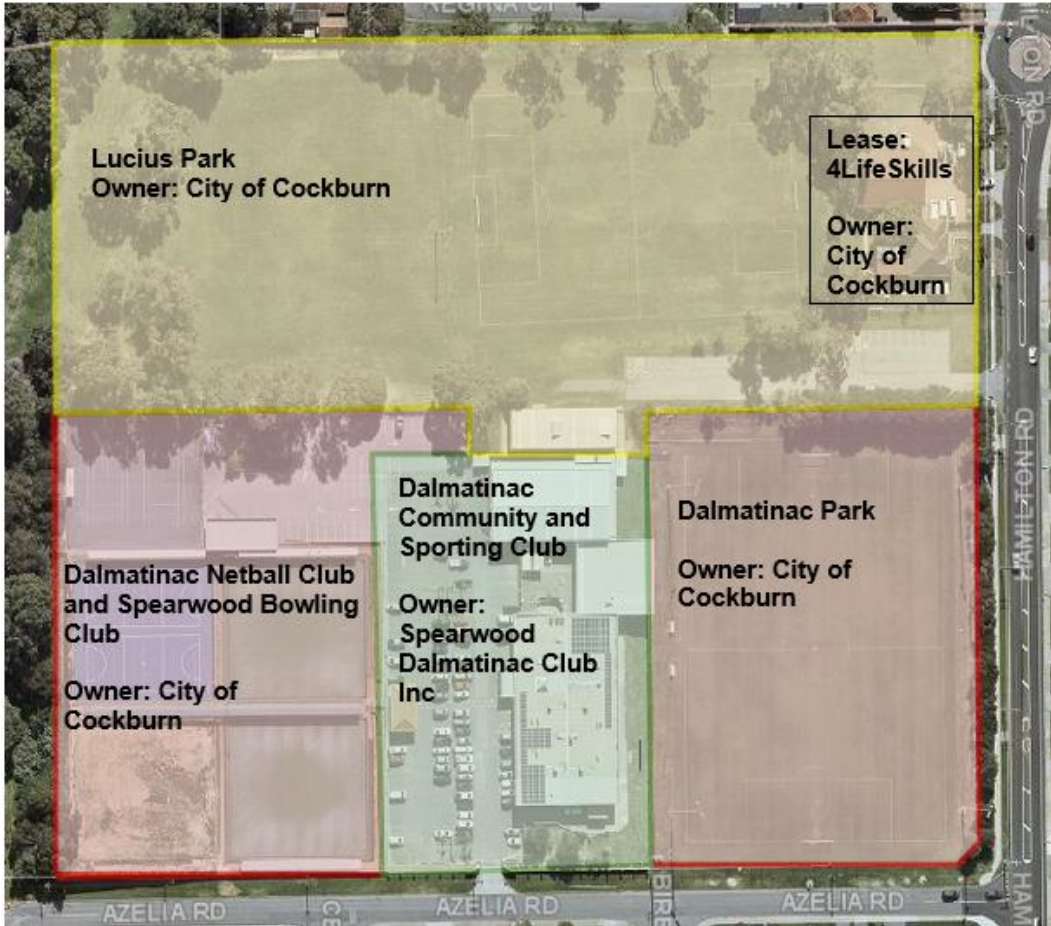 REGINA CT
Lucius Park
Owner: City of Cockburn
Lease:
4LifeSkills
Owner:
City of
Cockburn
HAMILTON RD
Dalmatinac
Community and
Sporting Club
Owner:
Spearwood
Dalmatinac Club
Inc
Dalmatinac Park
Owner: City of
Cockburn
Dalmatinac Netball Club
and Spearwood Bowling
Club
Owner: City of
Cockburn
AZELIA RD
AZELIA RD
AZELIA RD
HAM